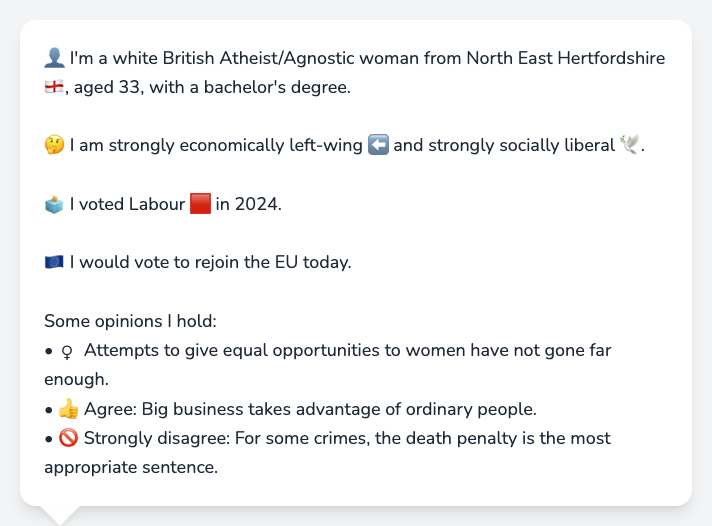 👤 I'm a white British Atheist/Agnostic woman from North East Hertfordshire
🏴󠁧󠁢󠁥󠁮󠁧󠁿, aged 33, with a bachelor's degree.
🤔 I am strongly economically left-wing ⬅️ and strongly socially liberal 🕊️.
🗳️ I voted Labour 🟥 in 2024.
🇪🇺 I would vote to rejoin the EU today.
Some opinions I hold:
• ♀ Attempts to give equal opportunities to women have not gone far
enough.
• 👍 Agree: Big business takes advantage of ordinary people.
• 🚫 Strongly disagree: For some crimes, the death penalty is the most
appropriate sentence.